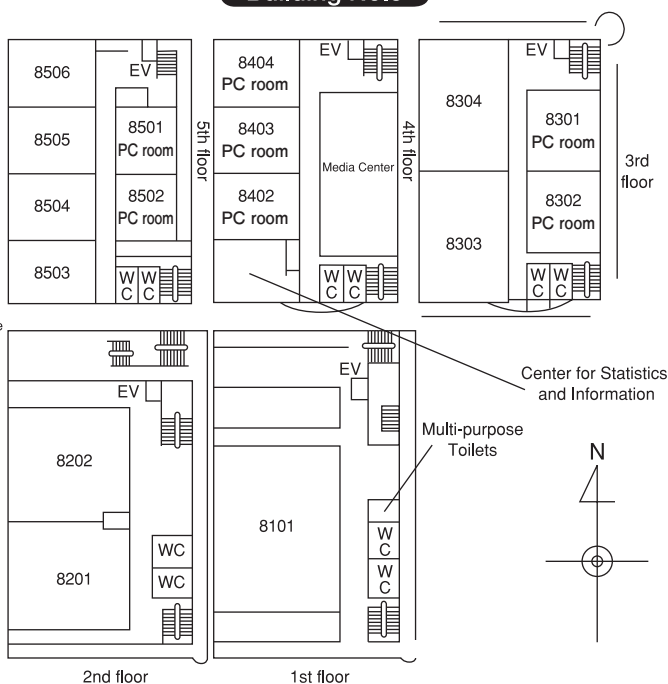 8506
8505
8504
8503
EV
8501
PC room
8502
PC room
W
C
W
C
5th floor
8404
PC room
8403
PC room
8402
PC room
EV
Media Center
W
C
W
C
4th floor
8304
8303
EV
8301
PC room
8302
PC room
W
C
W
C
3rd
floor
Center for Statistics
and Information
EV
8202
8201
WC
WC
2nd floor
EV
8101
W
C
W
C
Multi-purpose
Toilets
1st floor
N